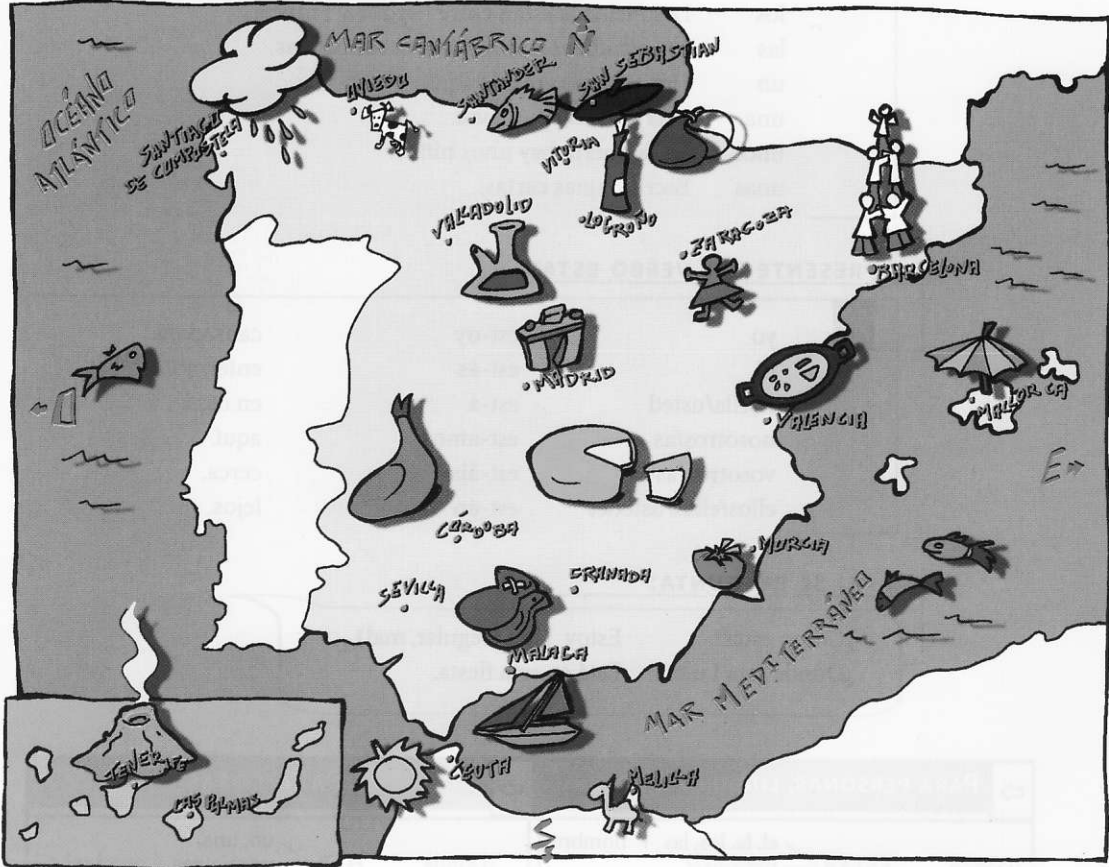 MAR CANTÁBRICO N
OCÉANO
ATLÁNTICO
SANTIAGO
DE COMPOSTELA
OVIEDO
SANTANDER
SAN SEBASTIAN
VITORIA
LOGROÑO
VALLADOLID
ZARAGOZA
BARCELONA
MADRID
VALENCIA
MALLORCA
O
E
CÓRDOBA
MURCIA
SEVILLA
GRANADA
MALAGA
MAR MEDITERRÁNEO
TENERIFE
LAS PALMAS
CEUTA
MELILLA
S